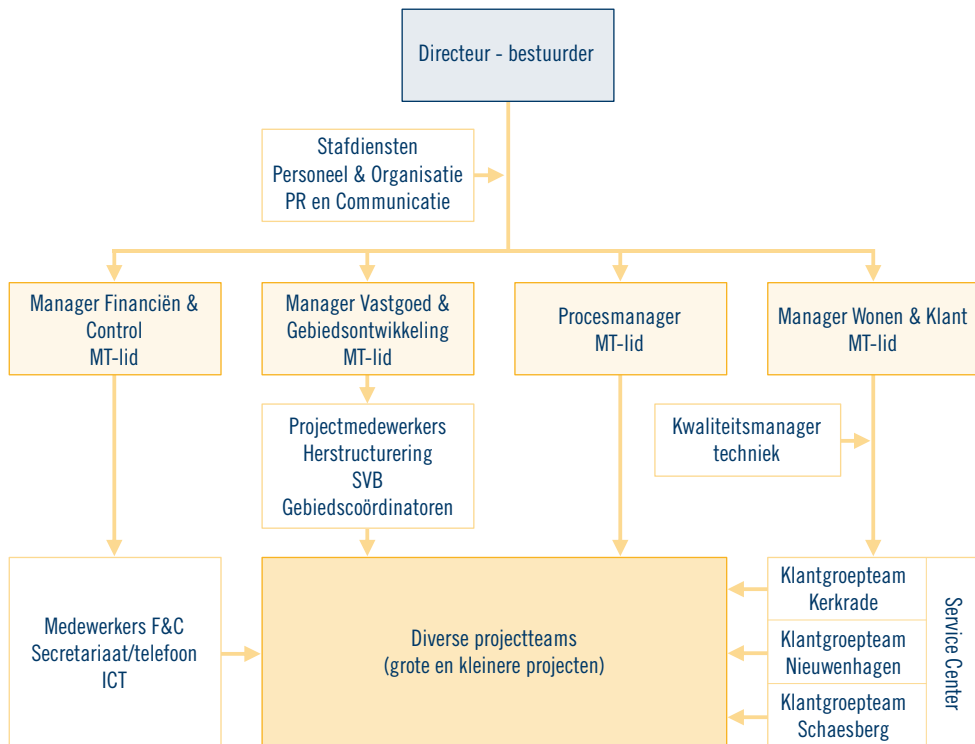 Directeur - bestuurder
Stafdiensten
Personeel & Organisatie
PR en Communicatie
Manager Financiën &
Control
MT-lid
Manager Vastgoed &
Gebiedsontwikkeling
MT-lid
Procesmanager
MT-lid
Manager Wonen & Klant
MT-lid
Projectmedewerkers
Herstructurering
SVB
Gebiedscoördinatoren
Kwaliteitsmanager
techniek
Medewerkers F&C
Secretariaat/telefoon
ICT
Diverse projectteams
(grote en kleinere projecten)
Klantgroepteam
Kerkrade
Klantgroepteam
Nieuwenhagen
Klantgroepteam
Schaesberg
Service Center